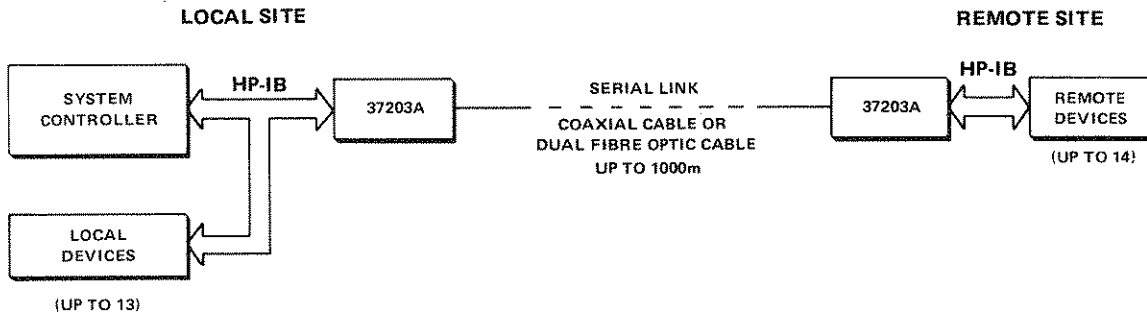 LOCAL SITE
REMOTE SITE
SYSTEM
CONTROLLER
HP-IB
37203A
SERIAL LINK
COAXIAL CABLE OR
DUAL FIBRE OPTIC CABLE
UP TO 1000m
37203A
HP-IB
REMOTE
DEVICES
(UP TO 14)
LOCAL
DEVICES
(UP TO 13)